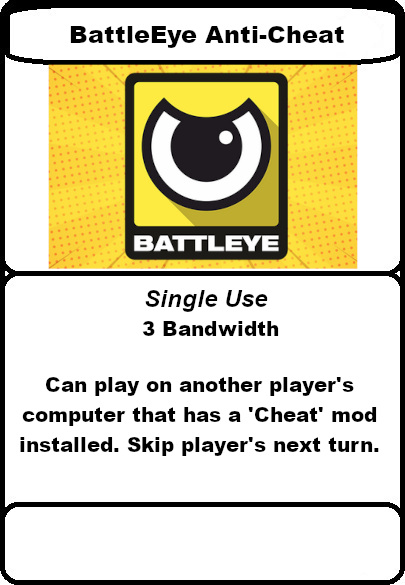 BattleEye Anti-Cheat
BATTLEYE
Single Use
3 Bandwidth
Can play on another player's
computer that has a 'Cheat' mod
installed. Skip player's next turn.